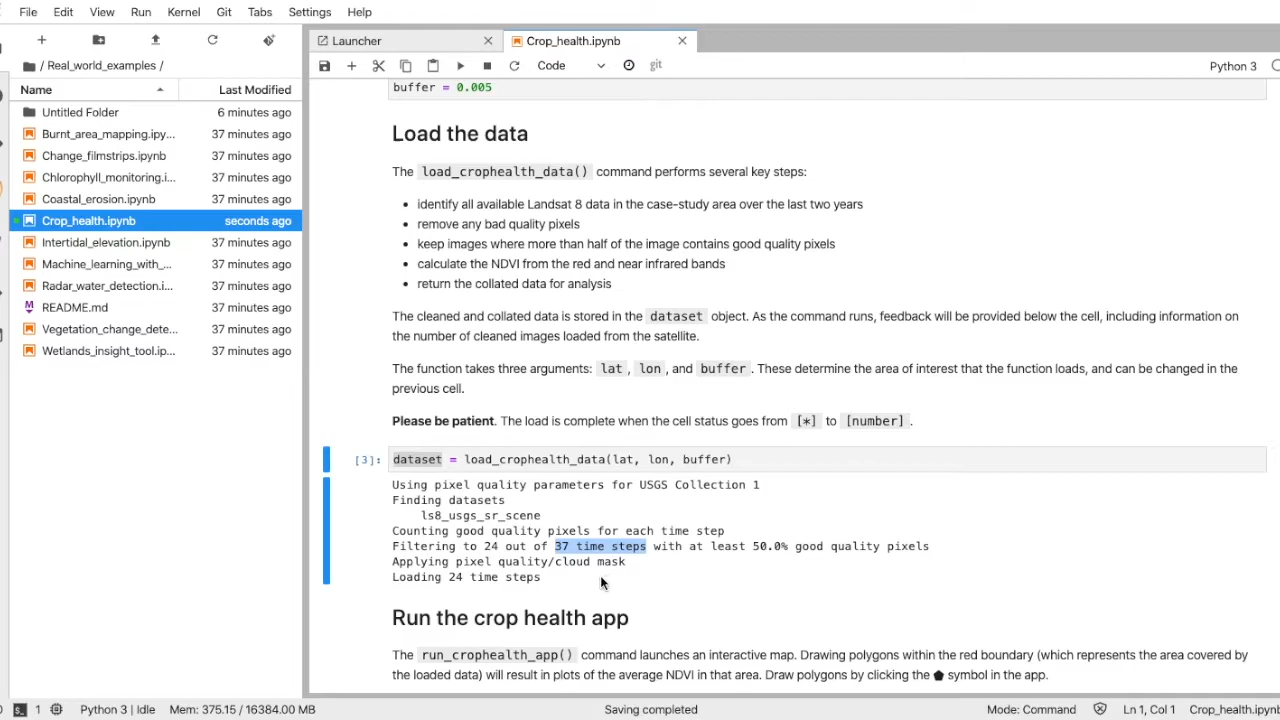 File Edit View Run Kernel Git Tabs Settings Help
Launcher
Crop_health.ipynb
/ Real_world_examples /
Code
git
Python 3
Name Last Modified
Untitled Folder 6 minutes ago
Burnt_area_mapping.ipy... 37 minutes ago
Change_filmstrips.ipynb 37 minutes ago
Chlorophyll_monitoring.i... 37 minutes ago
Coastal_erosion.ipynb 37 minutes ago
Crop_health.ipynb seconds ago
Intertidal_elevation.ipynb 37 minutes ago
Machine_learning_with_... 37 minutes ago
Radar_water_detection.i... 37 minutes ago
README.md 37 minutes ago
Vegetation_change_dete... 37 minutes ago
Wetlands_insight_tool.ip... 37 minutes ago
buffer = 0.005
Load the data
The load_crophealth_data() command performs several key steps:
• identify all available Landsat 8 data in the case-study area over the last two years
• remove any bad quality pixels
• keep images where more than half of the image contains good quality pixels
• calculate the NDVI from the red and near infrared bands
• return the collated data for analysis
The cleaned and collated data is stored in the dataset object. As the command runs, feedback will be provided below the cell, including information on
the number of cleaned images loaded from the satellite.
The function takes three arguments: lat, lon, and buffer. These determine the area of interest that the function loads, and can be changed in the
previous cell.
Please be patient. The load is complete when the cell status goes from [*] to [number].
[3]: dataset = load_crophealth_data(lat, lon, buffer)
Using pixel quality parameters for USGS Collection 1
Finding datasets
ls8_usgs_sr_scene
Counting good quality pixels for each time step
Filtering to 24 out of 37 time steps with at least 50.0% good quality pixels
Applying pixel quality/cloud mask
Loading 24 time steps
Run the crop health app
The run_crophealth_app() command launches an interactive map. Drawing polygons within the red boundary (which represents the area covered by
the loaded data) will result in plots of the average NDVI in that area. Draw polygons by clicking the ⬟ symbol in the app.
1 Python 3 | Idle Mem: 375.15 / 16384.00 MB Saving completed Mode: Command Ln 1, Col 1 Crop_health.ipynb